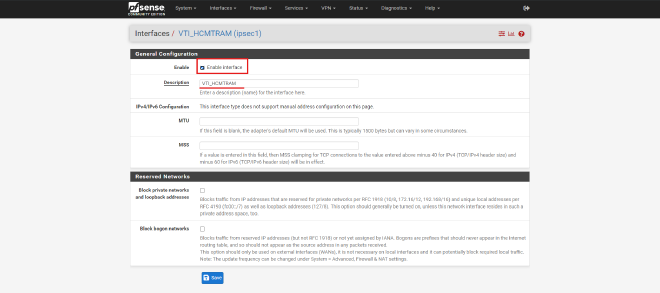 pfsense
COMMUNITY EDITION
System
Interfaces
Firewall
Services
VPN
Status
Diagnostics
Help
Interfaces / VTI_HCMTRAM (ipsec1)
General Configuration
Enable
Enable interface
Description
VTI_HCMTRAM
Enter a description (name) for the interface here.
IPv4/IPv6 Configuration
This interface type does not support manual address configuration on this page.
MTU
If this field is blank, the adapter's default MTU will be used. This is typically 1500 bytes but can vary in some circumstances.
MSS
If a value is entered in this field, then MSS clamping for TCP connections to the value entered above minus 40 for IPv4 (TCP/IPv4 header size) and
minus 60 for IPv6 (TCP/IPv6 header size) will be in effect.
Reserved Networks
Block private networks
and loopback addresses
Blocks traffic from IP addresses that are reserved for private networks per RFC 1918 (10/8, 172.16/12, 192.168/16) and unique local addresses per
RFC 4193 (fc00::/7) as well as loopback addresses (127/8). This option should generally be turned on, unless this network interface resides in such a
private address space, too.
Block bogon networks
Blocks traffic from reserved IP addresses (but not RFC 1918) or not yet assigned by IANA. Bogons are prefixes that should never appear in the Internet
routing table, and so should not appear as the source address in any packets received.
This option should only be used on external interfaces (WANs), it is not necessary on local interfaces and it can potentially block required local traffic.
Note: The update frequency can be changed under System > Advanced, Firewall & NAT settings.
Save